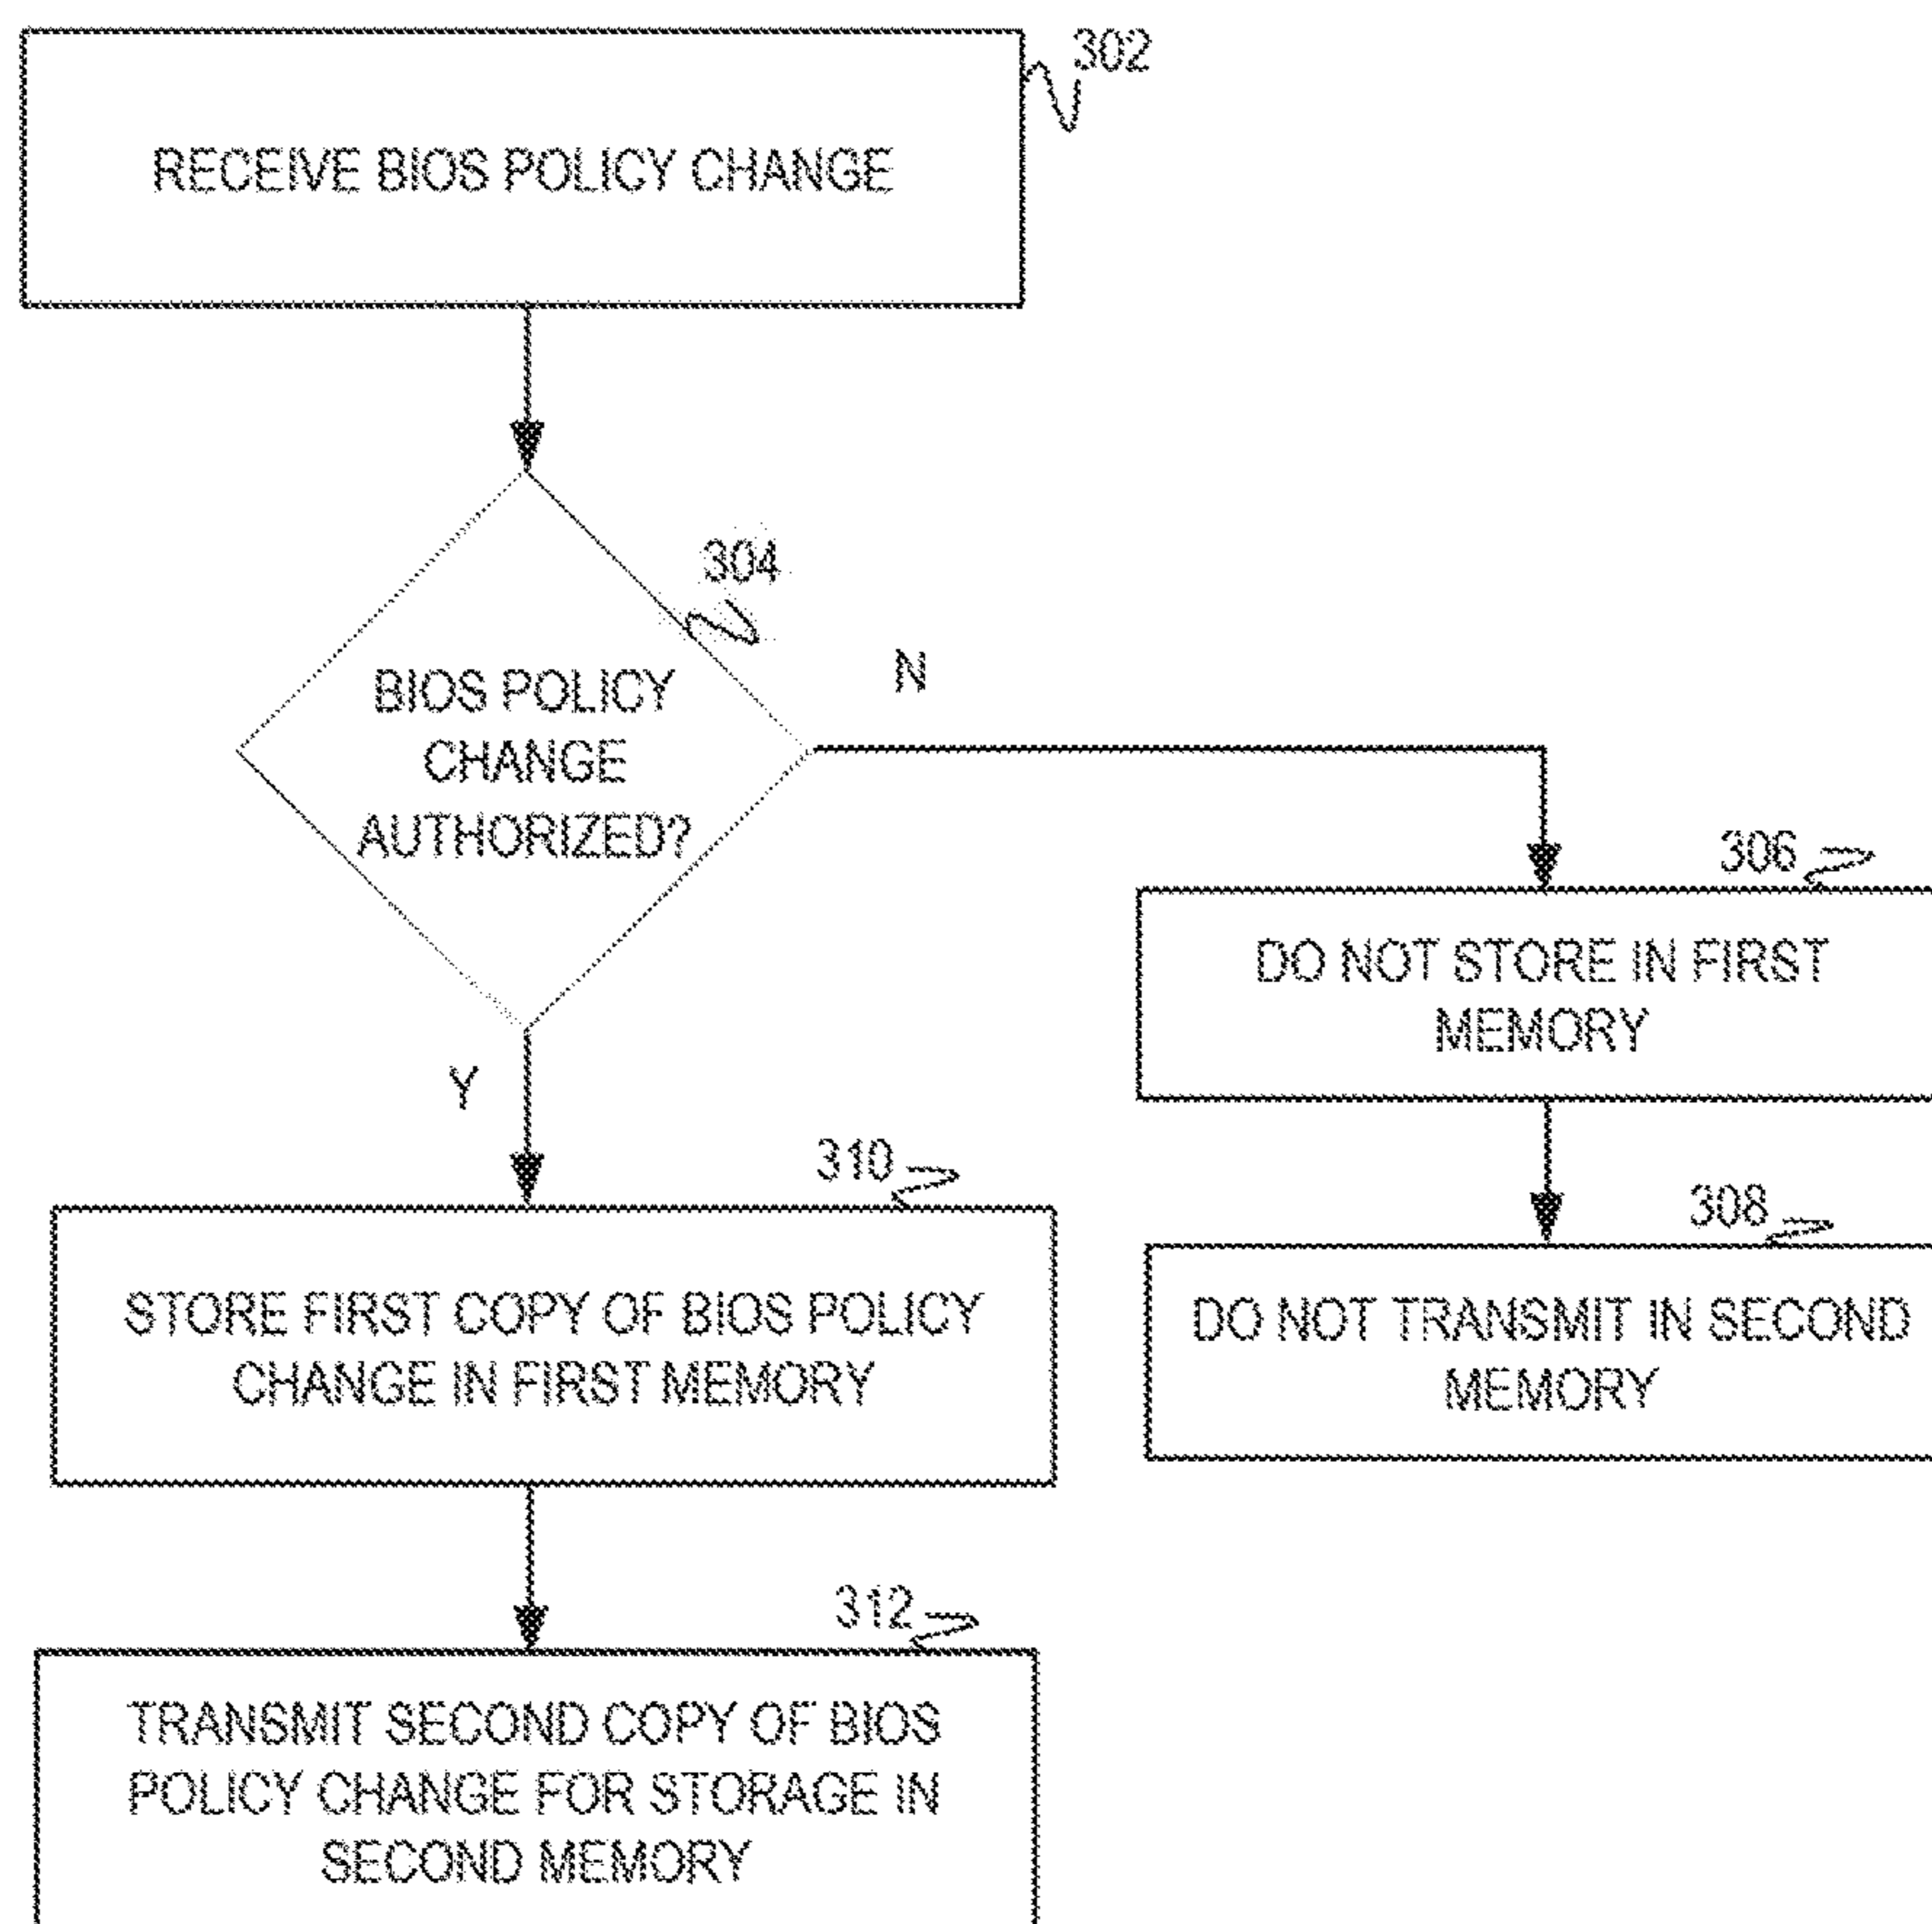 302
RECEIVE BIOS POLICY CHANGE
304
BIOS POLICY
CHANGE
AUTHORIZED?
N
Y
306
DO NOT STORE IN FIRST
MEMORY
308
DO NOT TRANSMIT IN SECOND
MEMORY
310
STORE FIRST COPY OF BIOS POLICY
CHANGE IN FIRST MEMORY
312
TRANSMIT SECOND COPY OF BIOS
POLICY CHANGE FOR STORAGE IN
SECOND MEMORY